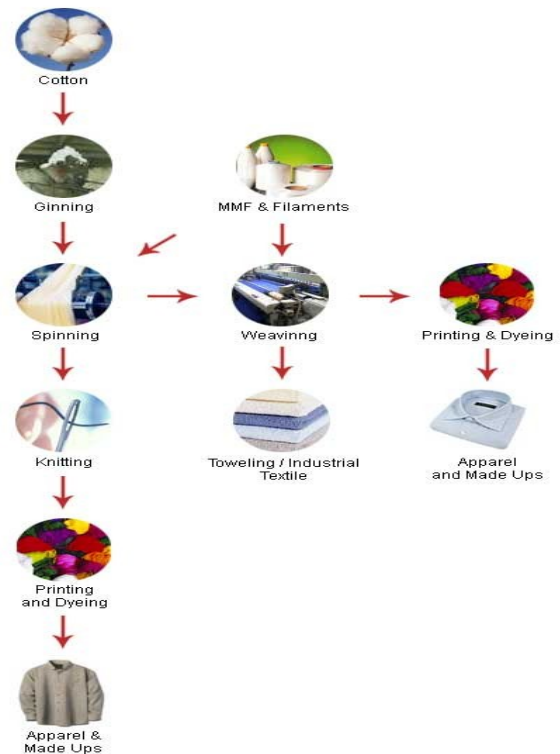 Cotton
Ginning
MMF & Filaments
Spinning
Weavinng
Printing & Dyeing
Knitting
Toweling / Industrial
Textile
Apparel
and Made Ups
Printing
and Dyeing
Apparel &
Made Ups